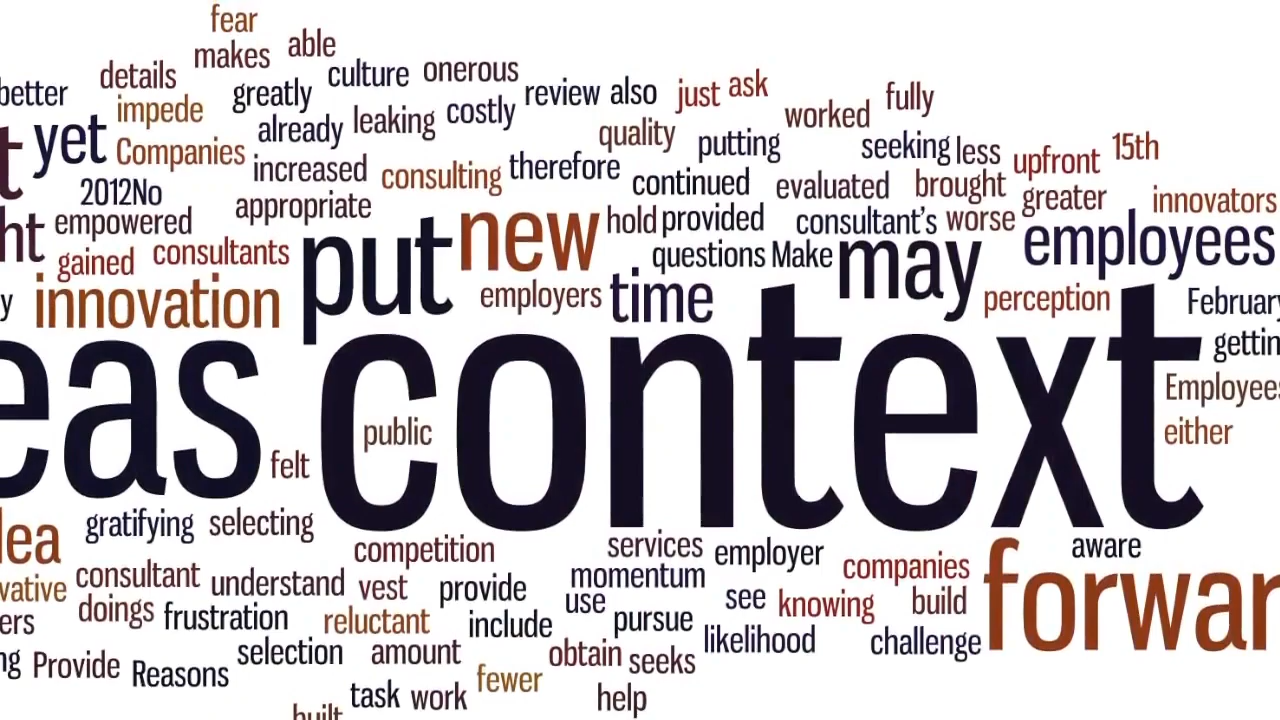 fear
makes able
details culture onerous
better greatly review also just ask
impede already leaking costly worked fully
yet Companies quality putting seeking less upfront 15th
increased consulting therefore
2012No appropriate continued evaluated brought greater innovators
empowered put new hold provided consultant's worse employees
gained consultants questions Make may
innovation employers time perception February
eas context
public Employees
felt either
gratifying selecting
competition services employer aware
consultant understand vest provide momentum companies forwar
doings frustration reluctant include use pursue see knowing build
Provide Reasons selection amount obtain seeks likelihood challenge
task work fewer help
built